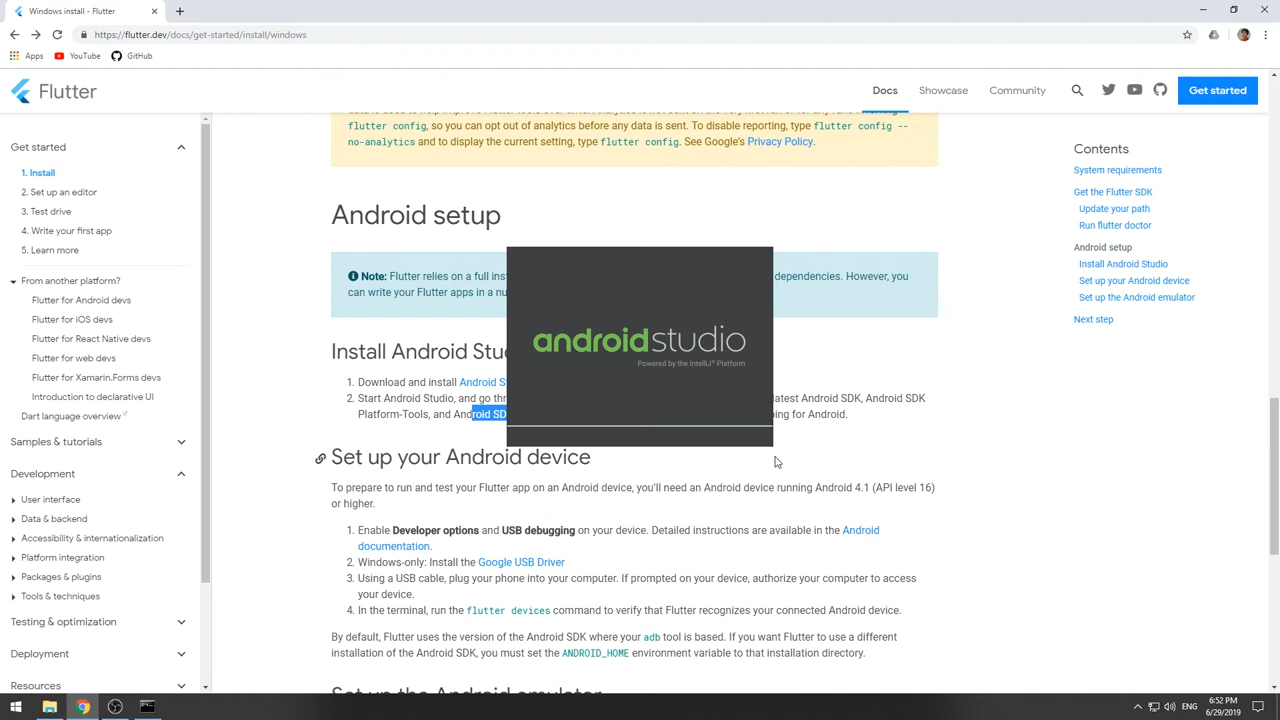 Windows install - Flutter
https://flutter.dev/docs/get-started/install/windows
Apps
YouTube
GitHub
Flutter
Docs
Showcase
Community
Get started
Get started
1. Install
2. Set up an editor
3. Test drive
4. Write your first app
5. Learn more
From another platform?
Flutter for Android devs
Flutter for iOS devs
Flutter for React Native devs
Flutter for web devs
Flutter for Xamarin.Forms devs
Introduction to declarative UI
Dart language overview
Samples & tutorials
Development
User interface
Data & backend
Accessibility & internationalization
Platform integration
Packages & plugins
Tools & techniques
Testing & optimization
Deployment
Resources
flutter config, so you can opt out of analytics before any data is sent. To disable reporting, type flutter config --
no-analytics and to display the current setting, type flutter config. See Google's Privacy Policy.
Android setup
Note: Flutter relies on a full dependencies. However, you
can write your Flutter apps in a
Install Android
androidstudio
Powered by the IntelliJ® Platform
1. Download and install Android
2. Start Android Studio, and go latest Android SDK, Android SDK
Platform-Tools, and Android for Android.
Set up your Android device
To prepare to run and test your Flutter app on an Android device, you'll need an Android device running Android 4.1 (API level 16)
or higher.
1. Enable Developer options and USB debugging on your device. Detailed instructions are available in the Android
documentation.
2. Windows-only: Install the Google USB Driver
3. Using a USB cable, plug your phone into your computer. If prompted on your device, authorize your computer to access
your device.
4. In the terminal, run the flutter devices command to verify that Flutter recognizes your connected Android device.
By default, Flutter uses the version of the Android SDK where your adb tool is based. If you want Flutter to use a different
installation of the Android SDK, you must set the ANDROID_HOME environment variable to that installation directory.
Set up the Android emulator
Contents
System requirements
Get the Flutter SDK
Update your path
Run flutter doctor
Android setup
Install Android Studio
Set up your Android device
Set up the Android emulator
Next step
ENG
6:52 PM
6/29/2019